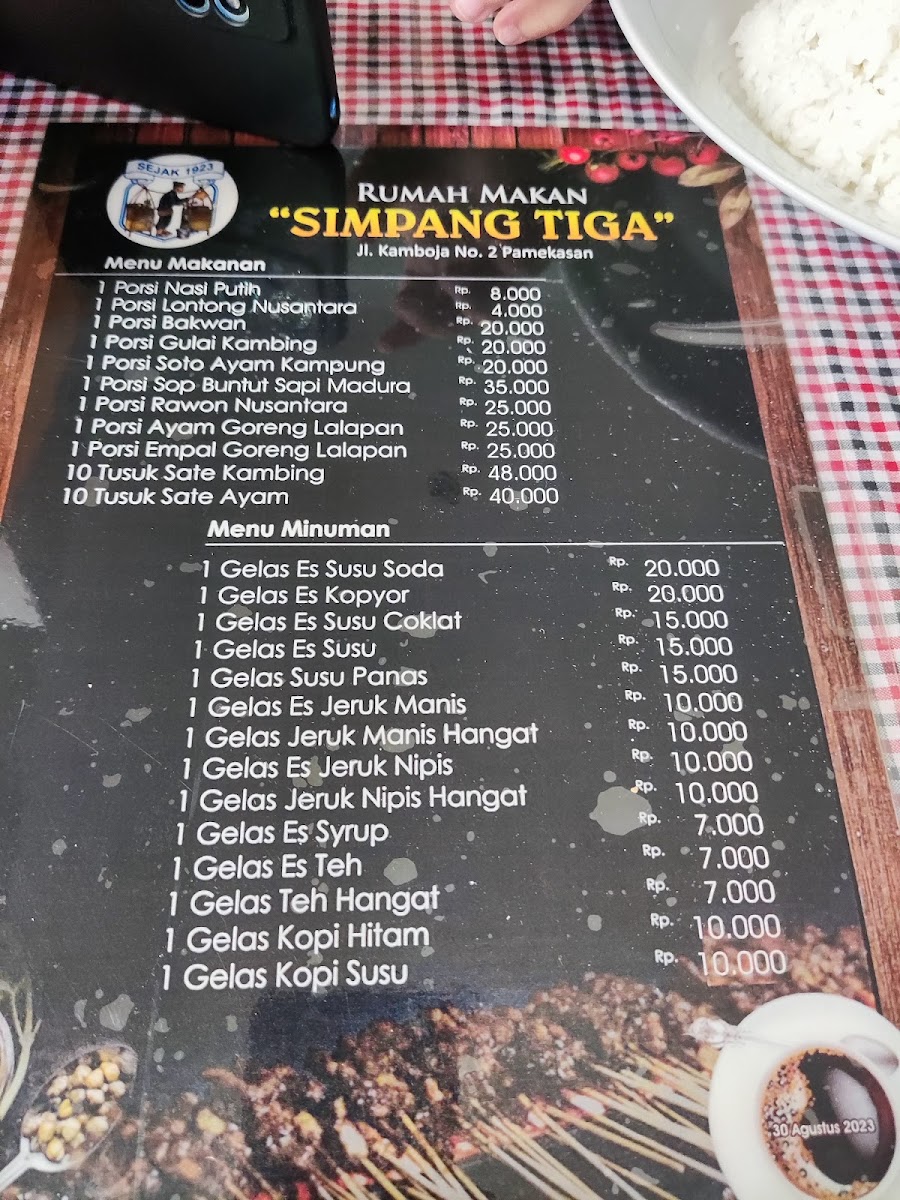 SEJAK 1923
RUMAH MAKAN
"SIMPANG TIGA"
Jl. Kamboja No. 2 Pamekasan
Menu Makanan
1 Porsi Nasi Putih Rp. 8.000
1 Porsi Lontong Nusantara Rp. 4.000
1 Porsi Bakwan Rp. 20.000
1 Porsi Gulai Kambing Rp. 20.000
1 Porsi Soto Ayam Kampung Rp. 20.000
1 Porsi Sop Buntut Sapi Madura Rp. 35.000
1 Porsi Rawon Nusantara Rp. 25.000
1 Porsi Ayam Goreng Lalapan Rp. 25.000
1 Porsi Empal Goreng Lalapan Rp. 25.000
10 Tusuk Sate Kambing Rp. 48.000
10 Tusuk Sate Ayam Rp. 40.000
Menu Minuman
1 Gelas Es Susu Soda Rp. 20.000
1 Gelas Es Kopyor Rp. 20.000
1 Gelas Es Susu Coklat Rp. 15.000
1 Gelas Es Susu Rp. 15.000
1 Gelas Susu Panas Rp. 15.000
1 Gelas Es Jeruk Manis Rp. 10.000
1 Gelas Jeruk Manis Hangat Rp. 10.000
1 Gelas Es Jeruk Nipis Rp. 10.000
1 Gelas Jeruk Nipis Hangat Rp. 10.000
1 Gelas Es Syrup Rp. 7.000
1 Gelas Es Teh Rp. 7.000
1 Gelas Teh Hangat Rp. 7.000
1 Gelas Kopi Hitam Rp. 10.000
1 Gelas Kopi Susu Rp. 10.000
30 Agustus 2023